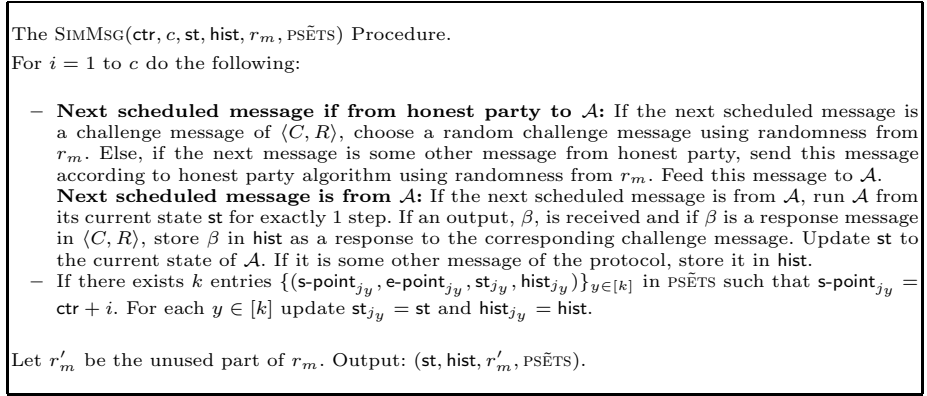 The SimMsg(ctr, c, st, hist, r_m, psẽts) Procedure.
For i = 1 to c do the following:
– Next scheduled message if from honest party to 𝒜: If the next scheduled message is
a challenge message of ⟨C, R⟩, choose a random challenge message using randomness from
r_m. Else, if the next message is some other message from honest party, send this message
according to honest party algorithm using randomness from r_m. Feed this message to 𝒜.
Next scheduled message is from 𝒜: If the next scheduled message is from 𝒜, run 𝒜 from
its current state st for exactly 1 step. If an output, β, is received and if β is a response message
in ⟨C, R⟩, store β in hist as a response to the corresponding challenge message. Update st to
the current state of 𝒜. If it is some other message of the protocol, store it in hist.
– If there exists k entries {(s-point_{j_y}, e-point_{j_y}, st_{j_y}, hist_{j_y})}_{y∈[k]} in psẽts such that s-point_{j_y} =
ctr + i. For each y ∈ [k] update st_{j_y} = st and hist_{j_y} = hist.
Let r′_m be the unused part of r_m. Output: (st, hist, r′_m, psẽts).